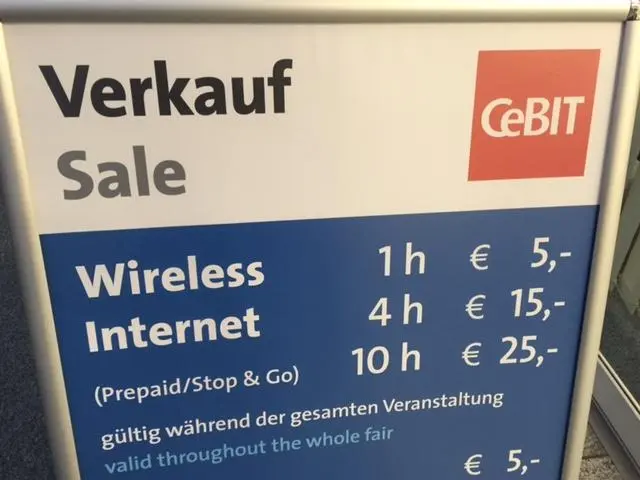 Verkauf
Sale
CeBIT
Wireless
Internet
1 h € 5,-
4 h € 15,-
10 h € 25,-
(Prepaid/Stop & Go)
gültig während der gesamten Veranstaltung
valid throughout the whole fair
€ 5,-